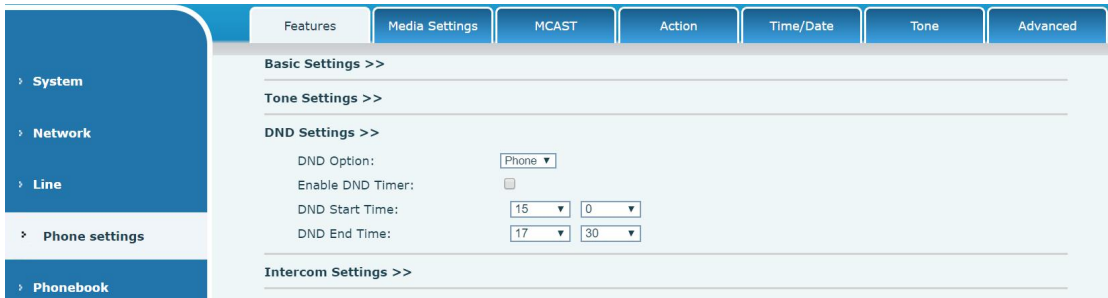 Features Media Settings MCAST Action Time/Date Tone Advanced
System
Network
Line
Phone settings
Phonebook
Basic Settings >>
Tone Settings >>
DND Settings >>
DND Option: Phone
Enable DND Timer:
DND Start Time: 15 0
DND End Time: 17 30
Intercom Settings >>